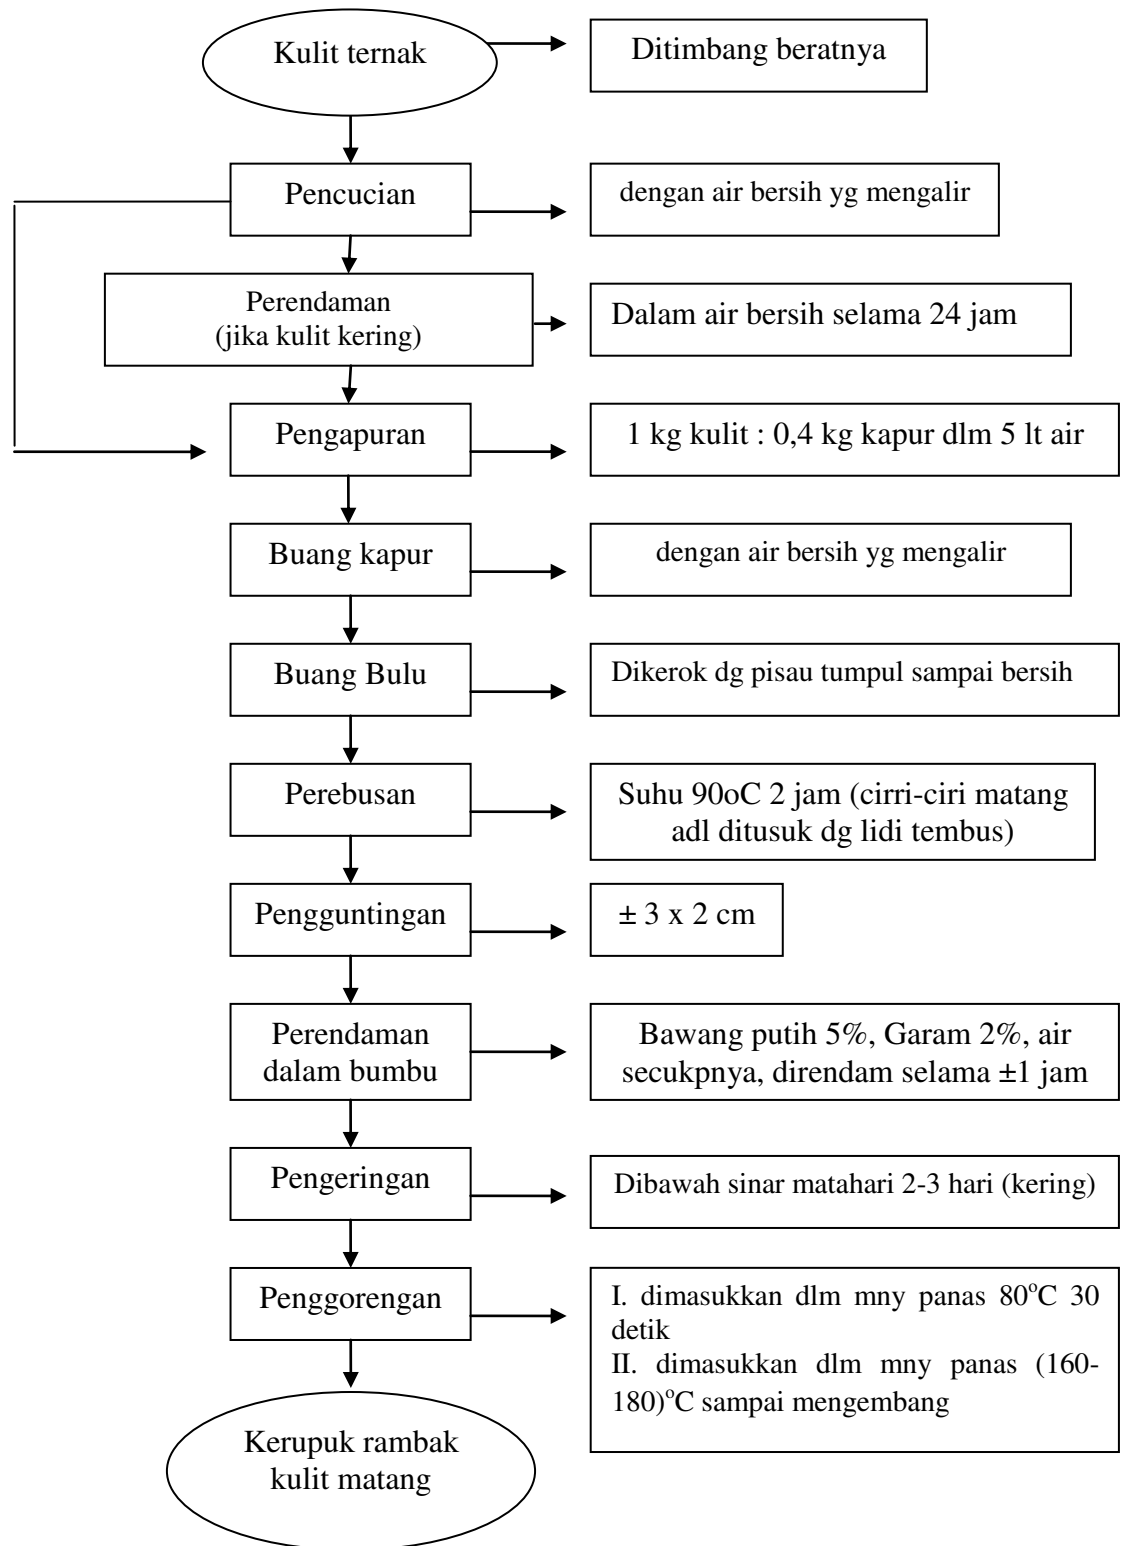 Kulit ternak
Ditimbang beratnya
Pencucian
dengan air bersih yg mengalir
Perendaman
(jika kulit kering)
Dalam air bersih selama 24 jam
Pengapuran
1 kg kulit : 0,4 kg kapur dlm 5 lt air
Buang kapur
dengan air bersih yg mengalir
Buang Bulu
Dikerok dg pisau tumpul sampai bersih
Perebusan
Suhu 90oC 2 jam (cirri-ciri matang
adl ditusuk dg lidi tembus)
Pengguntingan
± 3 x 2 cm
Perendaman
dalam bumbu
Bawang putih 5%, Garam 2%, air
secukpnya, direndam selama ±1 jam
Pengeringan
Dibawah sinar matahari 2-3 hari (kering)
Penggorengan
I. dimasukkan dlm mny panas 80°C 30
detik
II. dimasukkan dlm mny panas (160-
180)°C sampai mengembang
Kerupuk rambak
kulit matang